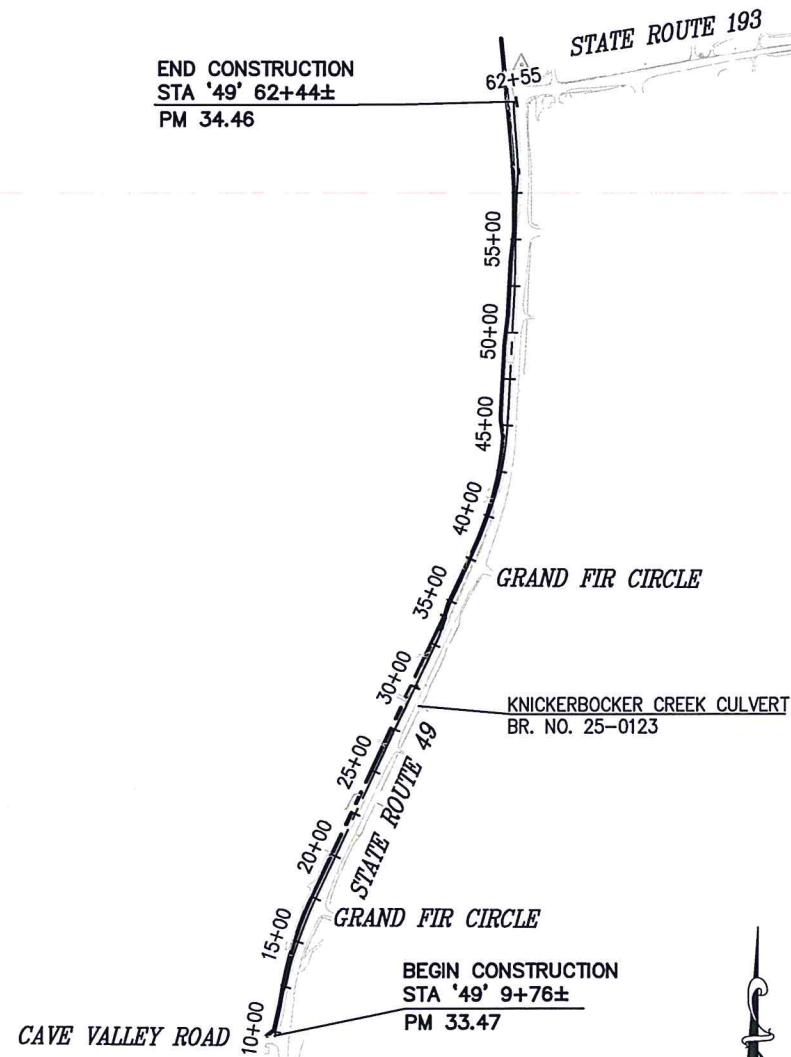 STATE ROUTE 193
END CONSTRUCTION
STA '49' 62+44±
PM 34.46
62+55
55+00
50+00
45+00
40+00
GRAND FIR CIRCLE
35+00
30+00
KNICKERBOCKER CREEK CULVERT
BR. NO. 25-0123
25+00
STATE ROUTE 49
20+00
GRAND FIR CIRCLE
15+00
BEGIN CONSTRUCTION
STA '49' 9+76±
PM 33.47
10+00
CAVE VALLEY ROAD